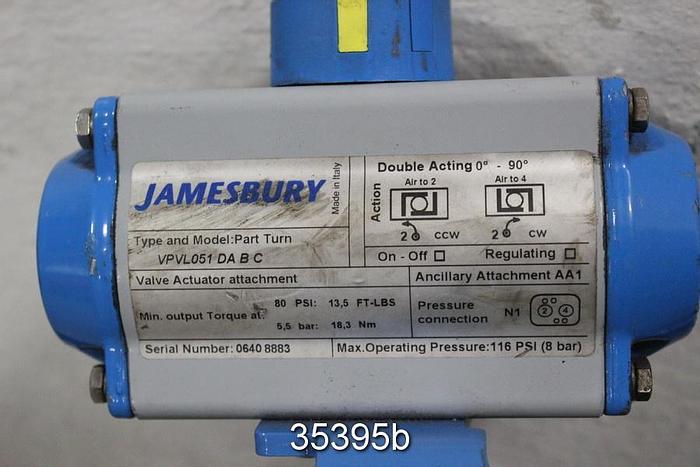 JAMESBURY
Made in Italy
Type and Model:Part Turn
VPVL051 DA B C
Double Acting 0° - 90°
Action
Air to 2 Air to 4
2 CCW 2 CW
On - Off Regulating
Valve Actuator attachment
Ancillary Attachment AA1
80 PSI: 13,5 FT-LBS
Min. output Torque at:
5,5 bar: 18,3 Nm
Pressure
connection N1 2 4
Serial Number: 0640 8883
Max.Operating Pressure:116 PSI (8 bar)
35395b